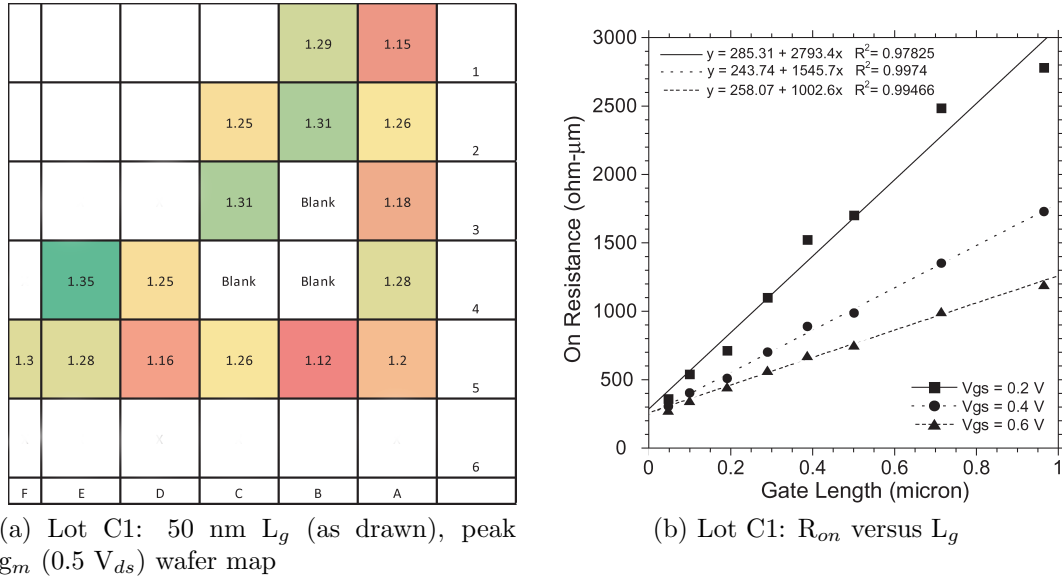 1.29 1.15 1
1.25 1.31 1.26 2
1.31 Blank 1.18 3
1.35 1.25 Blank Blank 1.28 4
1.3 1.28 1.16 1.26 1.12 1.2 5
6
F E D C B A
(a) Lot C1: 50 nm Lg (as drawn), peak
gm (0.5 Vds) wafer map
3000
2500
2000
1500
1000
500
0
On Resistance (ohm-μm)
y = 285.31 + 2793.4x R²= 0.97825
y = 243.74 + 1545.7x R²= 0.9974
y = 258.07 + 1002.6x R²= 0.99466
Vgs = 0.2 V
Vgs = 0.4 V
Vgs = 0.6 V
0 0.2 0.4 0.6 0.8 1
Gate Length (micron)
(b) Lot C1: Ron versus Lg